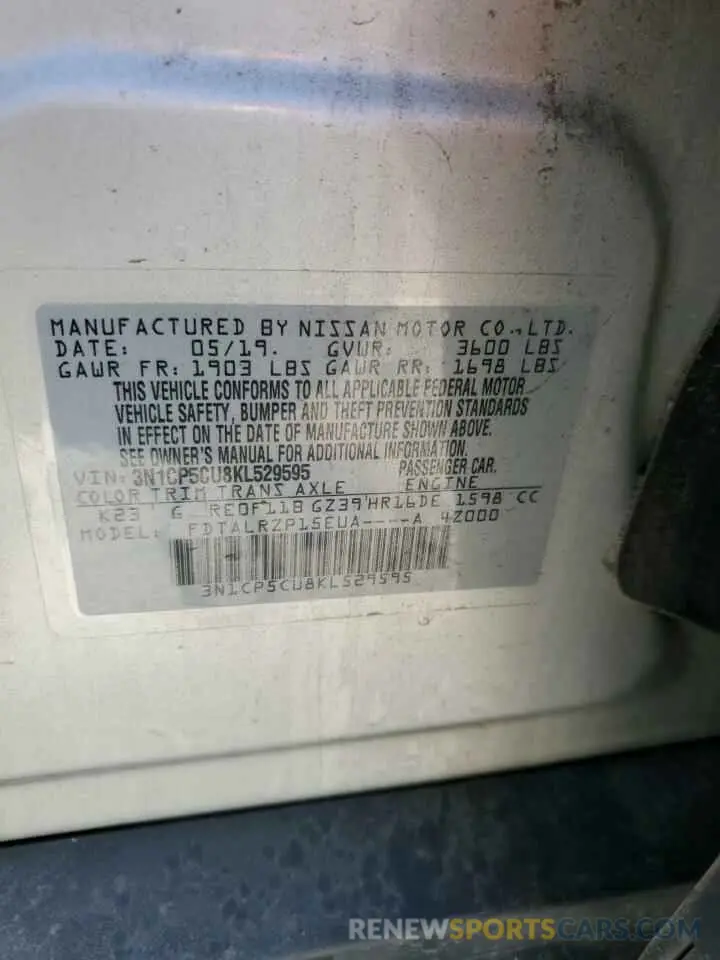 MANUFACTURED BY NISSAN MOTOR CO., LTD.
DATE: 05/19. GVWR: 3600 LBS
GAWR FR: 1903 LBS GAWR RR: 1698 LBS
THIS VEHICLE CONFORMS TO ALL APPLICABLE FEDERAL MOTOR
VEHICLE SAFETY, BUMPER AND THEFT PREVENTION STANDARDS
IN EFFECT ON THE DATE OF MANUFACTURE SHOWN ABOVE.
SEE OWNER'S MANUAL FOR ADDITIONAL INFORMATION.
VIN: 3N1CP5CU8KL529595 PASSENGER CAR.
COLOR TRIM TRANS AXLE ENGINE
K23 G RE0F11B GZ39 HR16DE 1598 CC
MODEL: FDTALRZP15EUA----A 4Z000
3N1CP5CU8KL529595
RENEWSPORTSCARS.COM